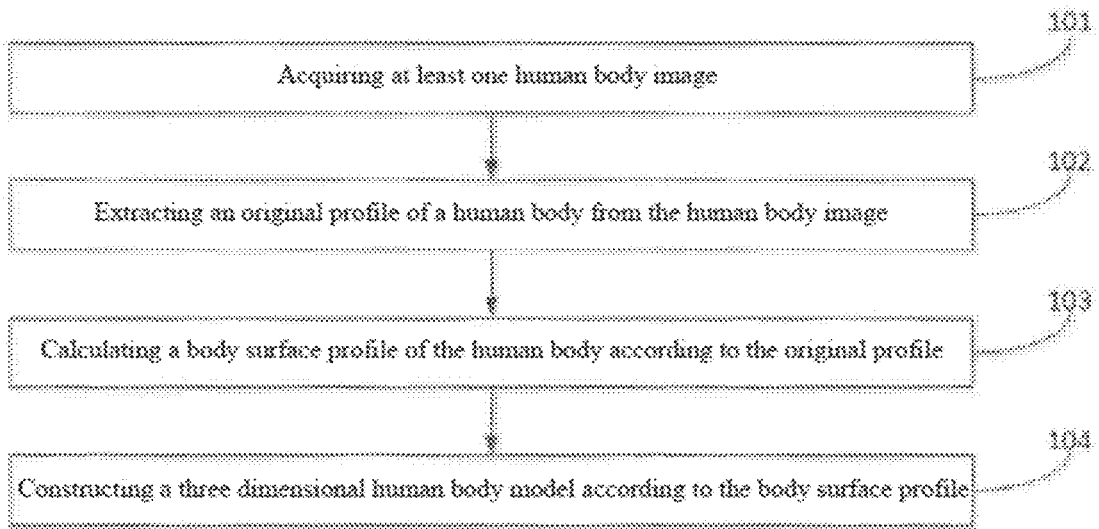 101
Acquiring at least one human body image
102
Extracting an original profile of a human body from the human body image
103
Calculating a body surface profile of the human body according to the original profile
104
Constructing a three dimensional human body model according to the body surface profile